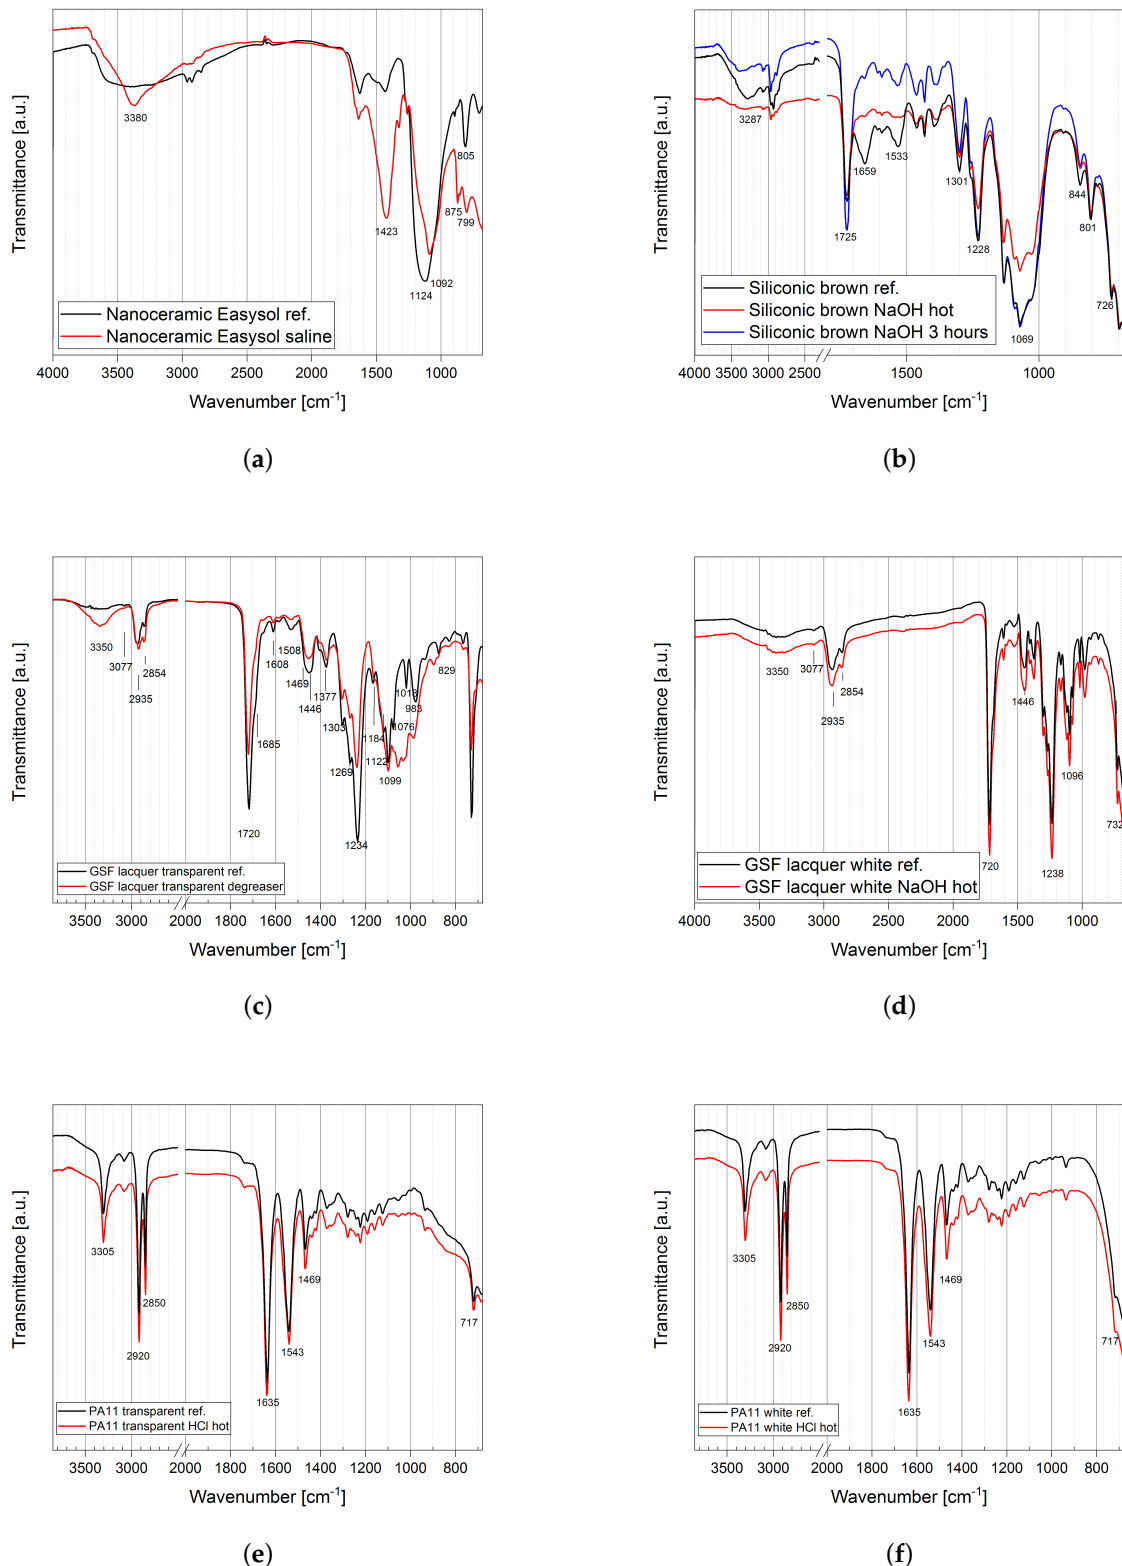 Transmittance [a.u.]
3380
1423
1124
1092
875
799
805
Nanoceramic Easysol ref.
Nanoceramic Easysol saline
4000 3500 3000 2500 2000 1500 1000
Wavenumber [cm-1]
(a)
Transmittance [a.u.]
3287
1725
1659
1533
1301
1228
1069
844
801
726
Siliconic brown ref.
Siliconic brown NaOH hot
Siliconic brown NaOH 3 hours
4000 3500 3000 2500 1500 1000
Wavenumber [cm-1]
(b)
Transmittance [a.u.]
3350
3077
2935
2854
1720
1685
1608
1508
1469
1446
1377
1303
1269
1234
1184
1122
1099
1076
1018
983
829
GSF lacquer transparent ref.
GSF lacquer transparent degreaser
3500 3000 2000 1800 1600 1400 1200 1000 800
Wavenumber [cm-1]
(c)
Transmittance [a.u.]
3350
3077
2935
2854
720
1446
1238
1096
732
GSF lacquer white ref.
GSF lacquer white NaOH hot
4000 3500 3000 2500 2000 1500 1000
Wavenumber [cm-1]
(d)
Transmittance [a.u.]
3305
2920
2850
1635
1543
1469
717
PA11 transparent ref.
PA11 transparent HCl hot
3500 3000 2000 1800 1600 1400 1200 1000 800
Wavenumber [cm-1]
(e)
Transmittance [a.u.]
3305
2920
2850
1635
1543
1469
717
PA11 white ref.
PA11 white HCl hot
3500 3000 2000 1800 1600 1400 1200 1000 800
Wavenumber [cm-1]
(f)